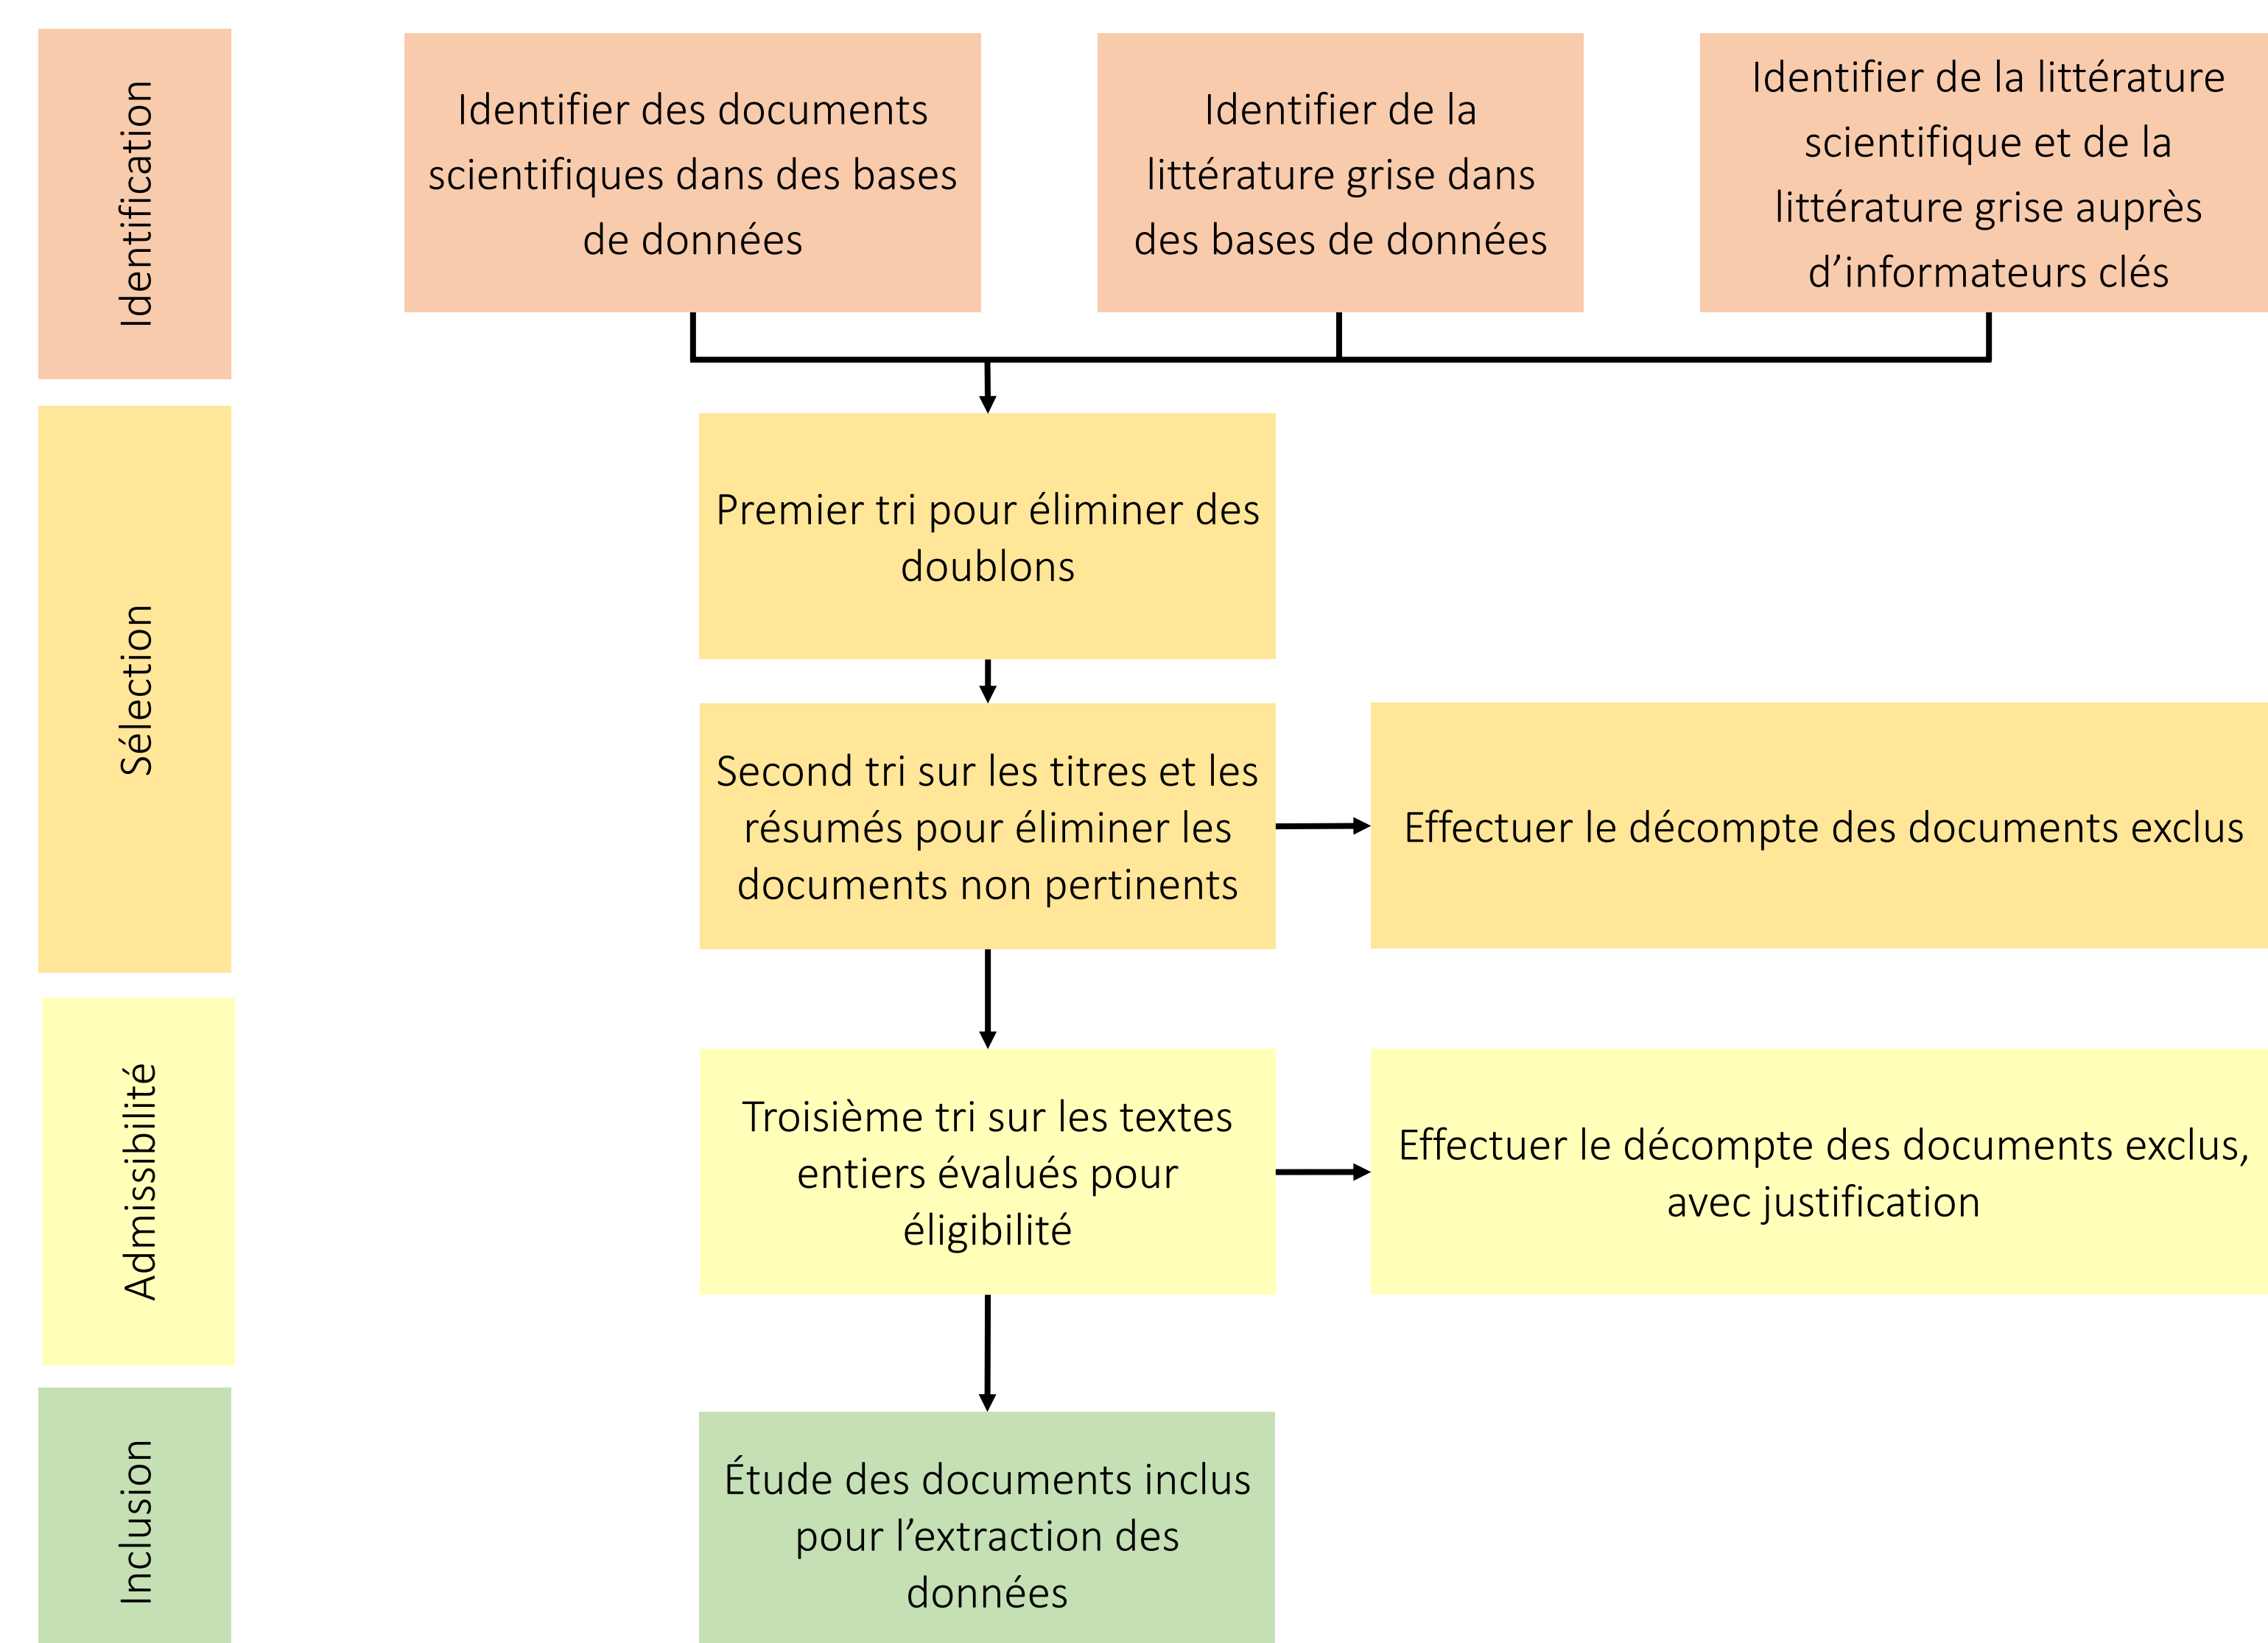 Identification
Identifier des documents
scientifiques dans des bases
de données
Identifier de la
littérature grise dans
des bases de données
Identifier de la littérature
scientifique et de la
littérature grise auprès
d’informateurs clés
Sélection
Premier tri pour éliminer des
doublons
Second tri sur les titres et les
résumés pour éliminer les
documents non pertinents
Effectuer le décompte des documents exclus
Admissibilité
Troisième tri sur les textes
entiers évalués pour
éligibilité
Effectuer le décompte des documents exclus,
avec justification
Inclusion
Étude des documents inclus
pour l’extraction des
données